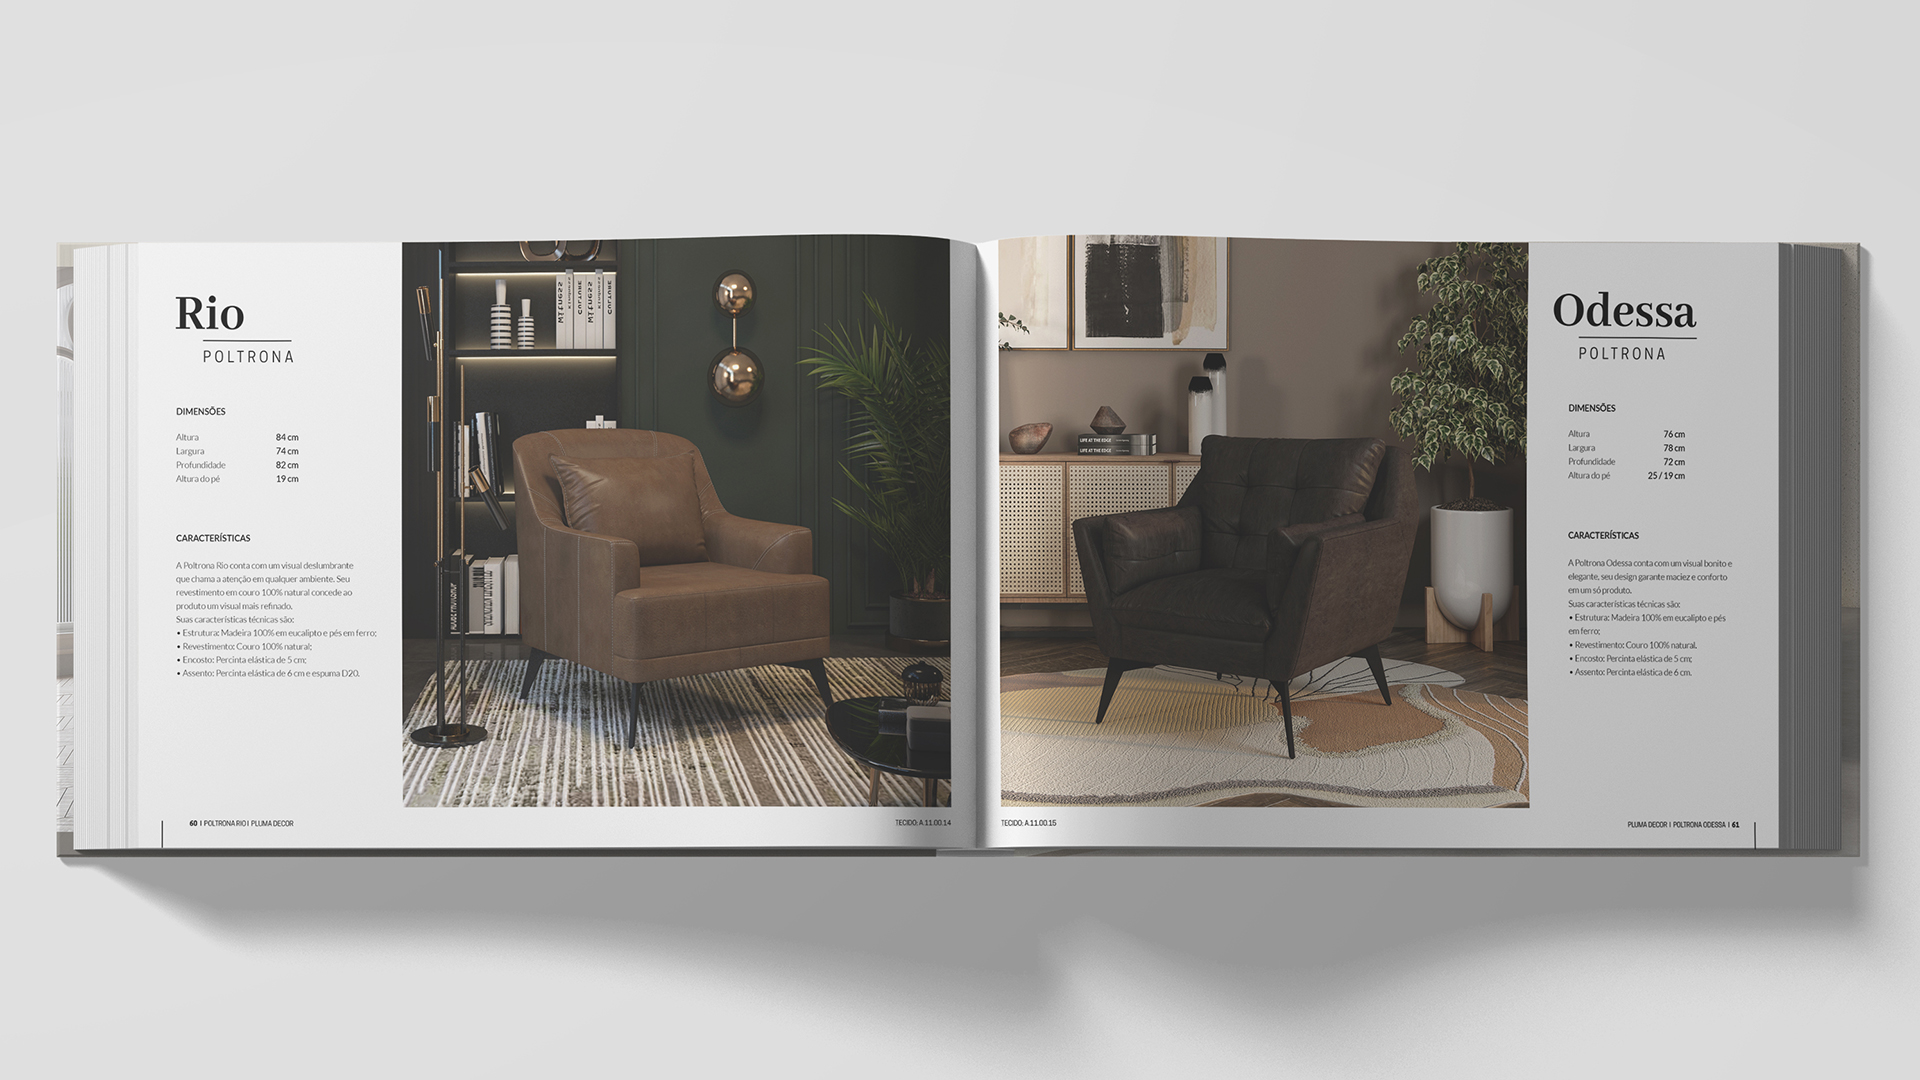 Rio
POLTRONA
DIMENSÕES
Altura 84 cm
Largura 74 cm
Profundidade 82 cm
Altura do pé 19 cm
CARACTERÍSTICAS
A Poltrona Rio conta com um visual deslumbrante
que chama a atenção em qualquer ambiente. Seu
revestimento em couro 100% natural concede ao
produto um visual mais refinado.
Suas características técnicas são:
• Estrutura: Madeira 100% em eucalipto e pés em ferro;
• Revestimento: Couro 100% natural;
• Encosto: Percinta elástica de 5 cm;
• Assento: Percinta elástica de 6 cm e espuma D20.
60 I POLTRONA RIO I PLUMA DECOR
TECIDO: A.11.00.14
LIFE AT THE EDGE
LIFE AT THE EDGE
TECIDO: A.11.00.15
Odessa
POLTRONA
DIMENSÕES
Altura 76 cm
Largura 78 cm
Profundidade 72 cm
Altura do pé 25 / 19 cm
CARACTERÍSTICAS
A Poltrona Odessa conta com um visual bonito e
elegante, seu design garante maciez e conforto
em um só produto.
Suas características técnicas são:
• Estrutura: Madeira 100% em eucalipto e pés
em ferro;
• Revestimento: Couro 100% natural.
• Encosto: Percinta elástica de 5 cm;
• Assento: Percinta elástica de 6 cm.
PLUMA DECOR I POLTRONA ODESSA I 61